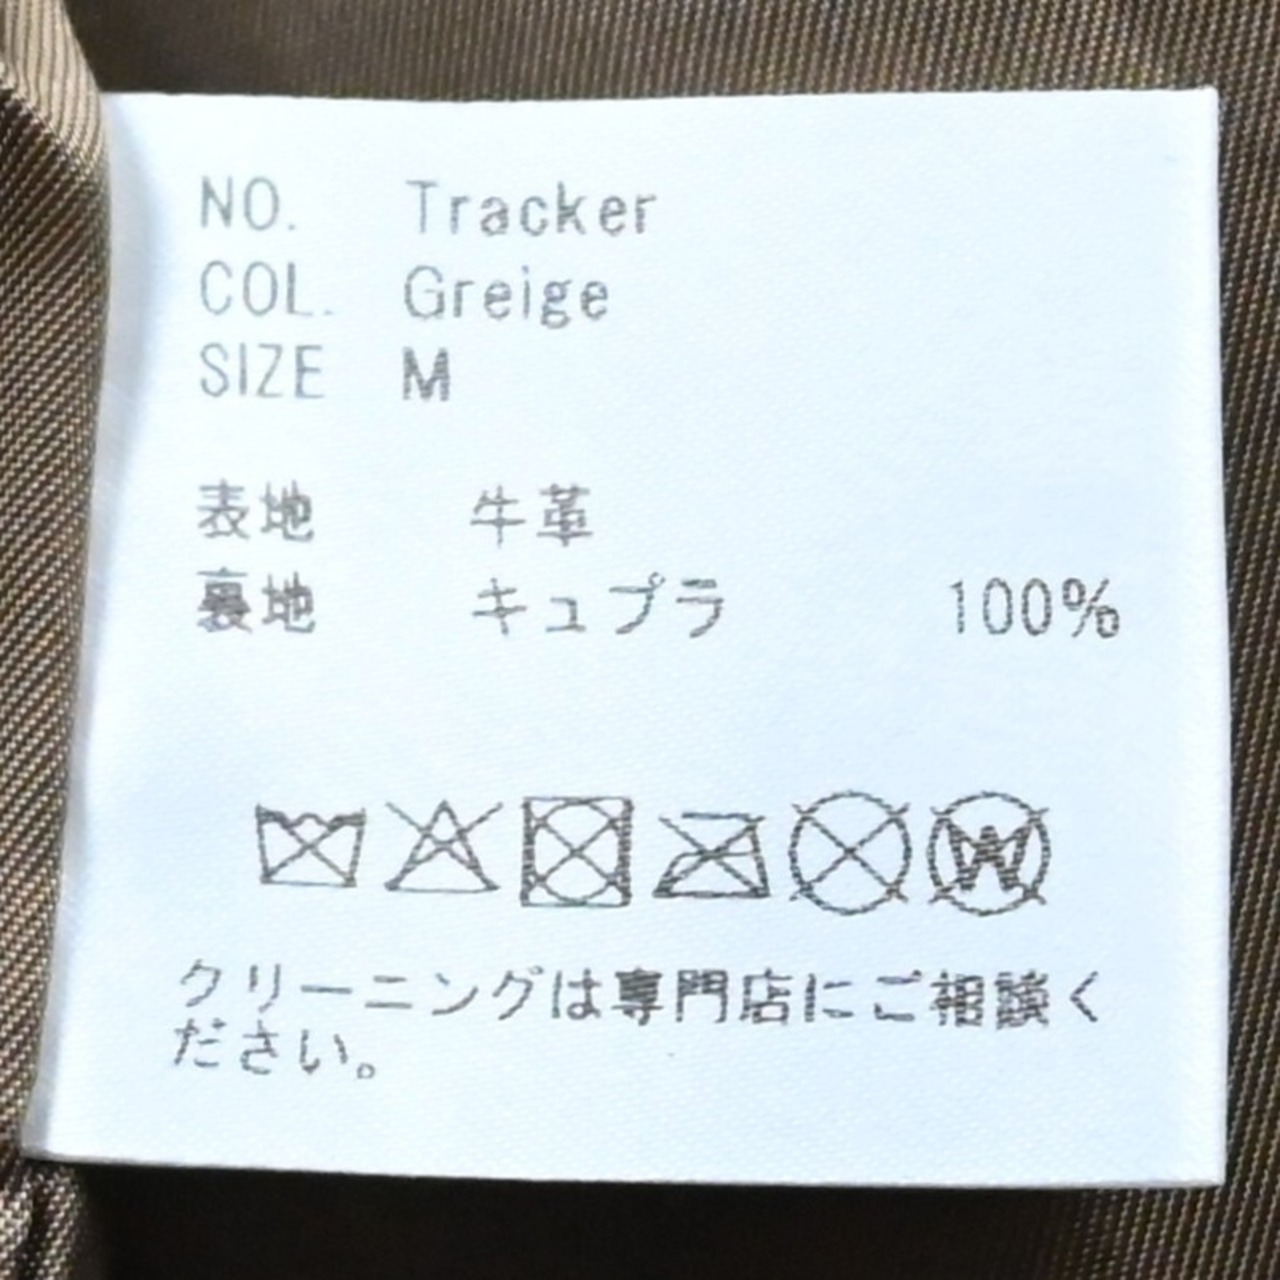 NO. Tracker
COL. Greige
SIZE M
表地 牛革
裏地 キュプラ 100%
クリーニングは専門店にご相談く
ださい。